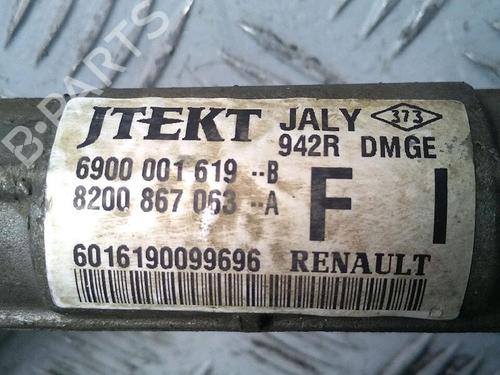 JTEKT JALY 373
942R DMGE
6900 001 619 --B
8200 867 063 --A
F I
6016190099696 RENAULT
B-PARTS